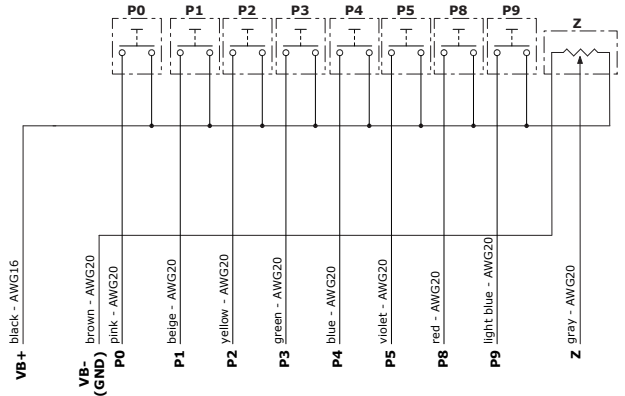 P0
P1
P2
P3
P4
P5
P8
P9
Z
black - AWG16
brown - AWG20
pink - AWG20
beige - AWG20
yellow - AWG20
green - AWG20
blue - AWG20
violet - AWG20
red - AWG20
light blue - AWG20
gray - AWG20
VB+
VB-
(GND)
P0
P1
P2
P3
P4
P5
P8
P9
Z